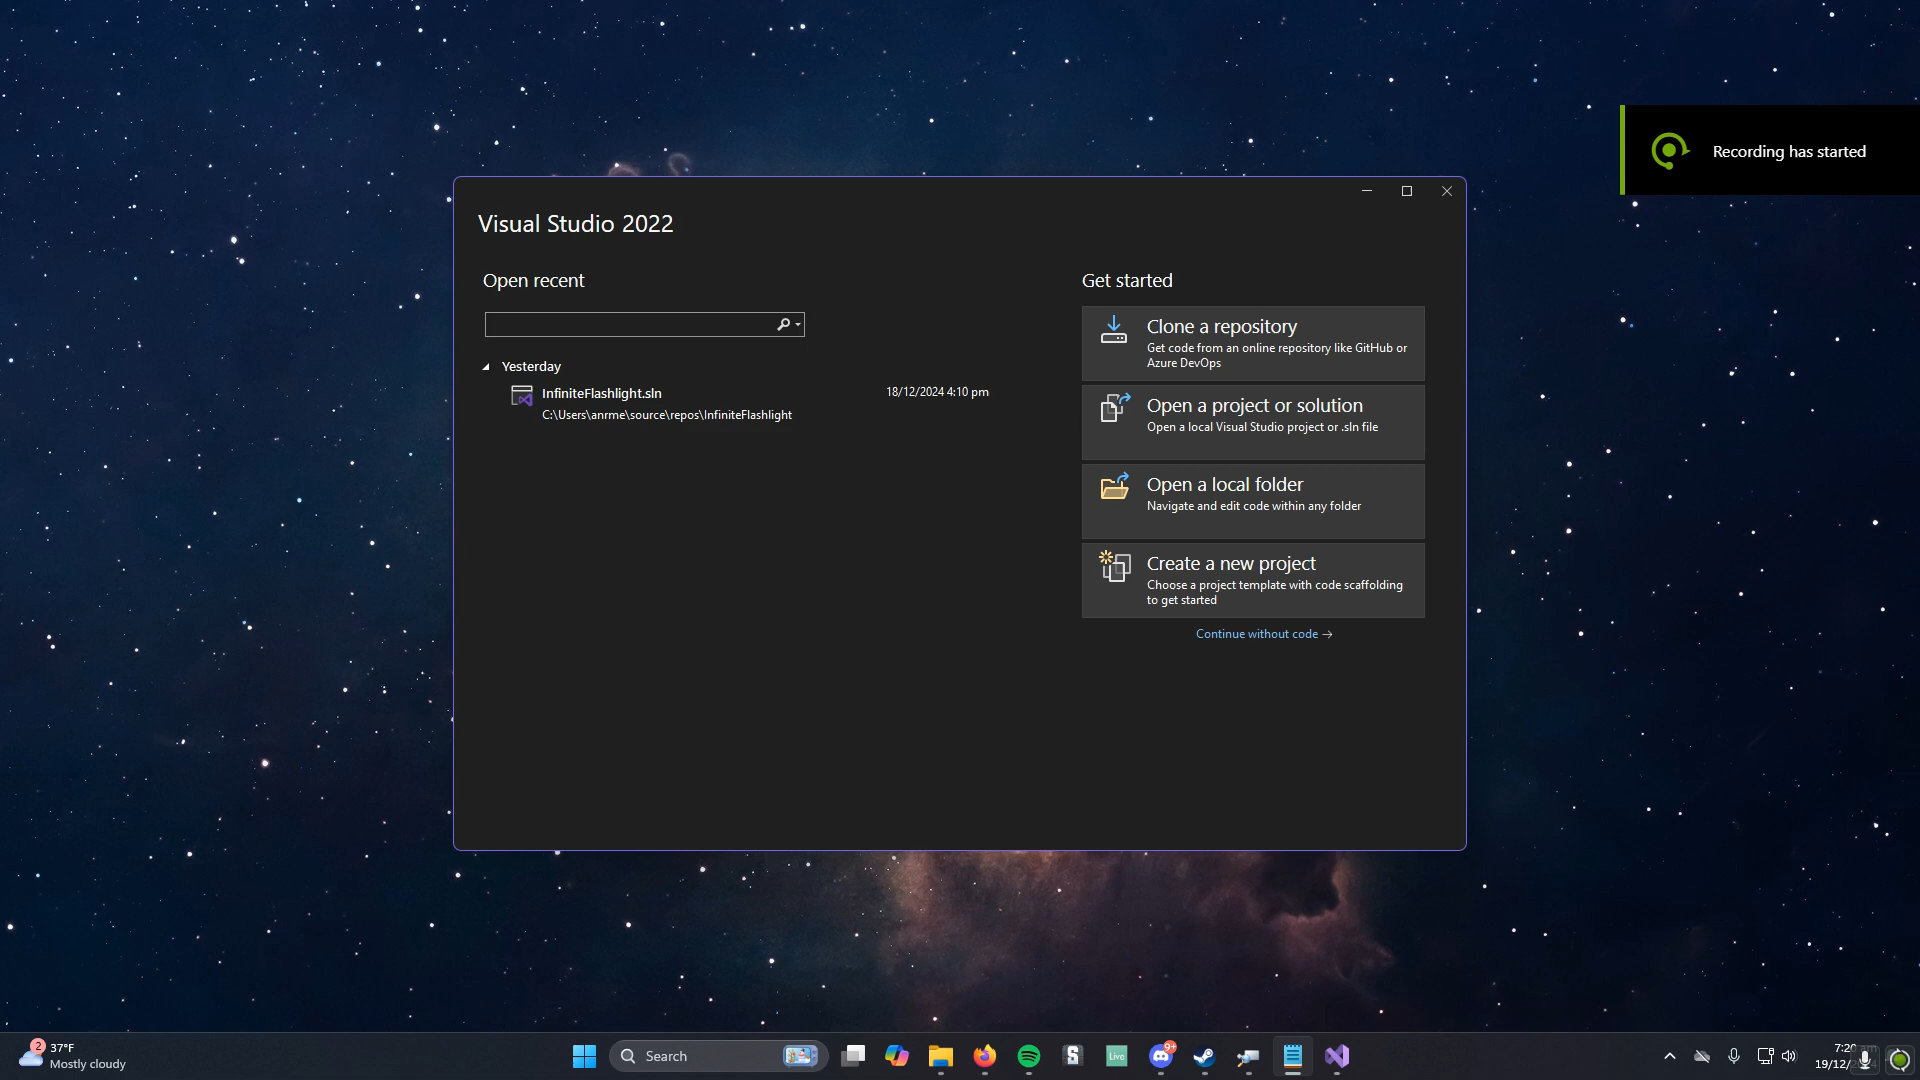 Recording has started
Visual Studio 2022
Open recent
Yesterday
InfiniteFlashlight.sln
18/12/2024 4:10 pm
C:\Users\anrme\source\repos\InfiniteFlashlight
Get started
Clone a repository
Get code from an online repository like GitHub or
Azure DevOps
Open a project or solution
Open a local Visual Studio project or .sln file
Open a local folder
Navigate and edit code within any folder
Create a new project
Choose a project template with code scaffolding
to get started
Continue without code →
2
37°F
Mostly cloudy
Search
S
Live
9+